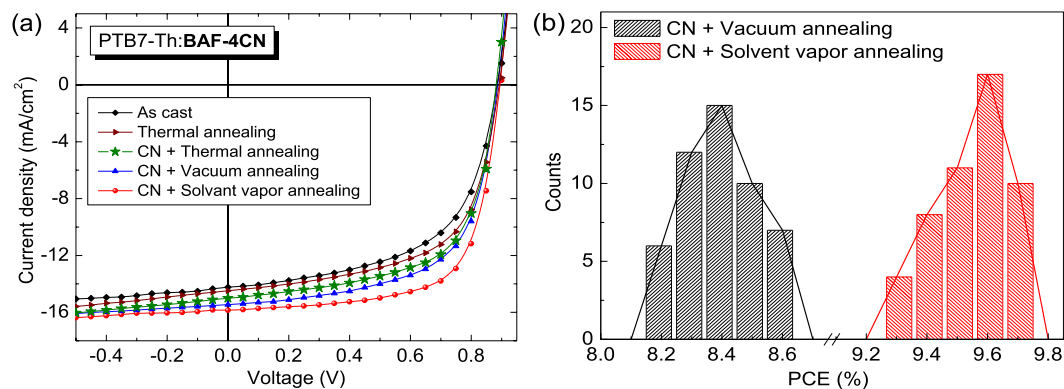 (a)
PTB7-Th:BAF-4CN
As cast
Thermal annealing
CN + Thermal annealing
CN + Vacuum annealing
CN + Solvant vapor annealing
4
0
-4
-8
-12
-16
Current density (mA/cm²)
-0.4
-0.2
0.0
0.2
0.4
0.6
0.8
Voltage (V)
(b)
CN + Vacuum annealing
CN + Solvent vapor annealing
20
15
10
5
0
Counts
8.0
8.2
8.4
8.6
9.2
9.4
9.6
9.8
PCE (%)